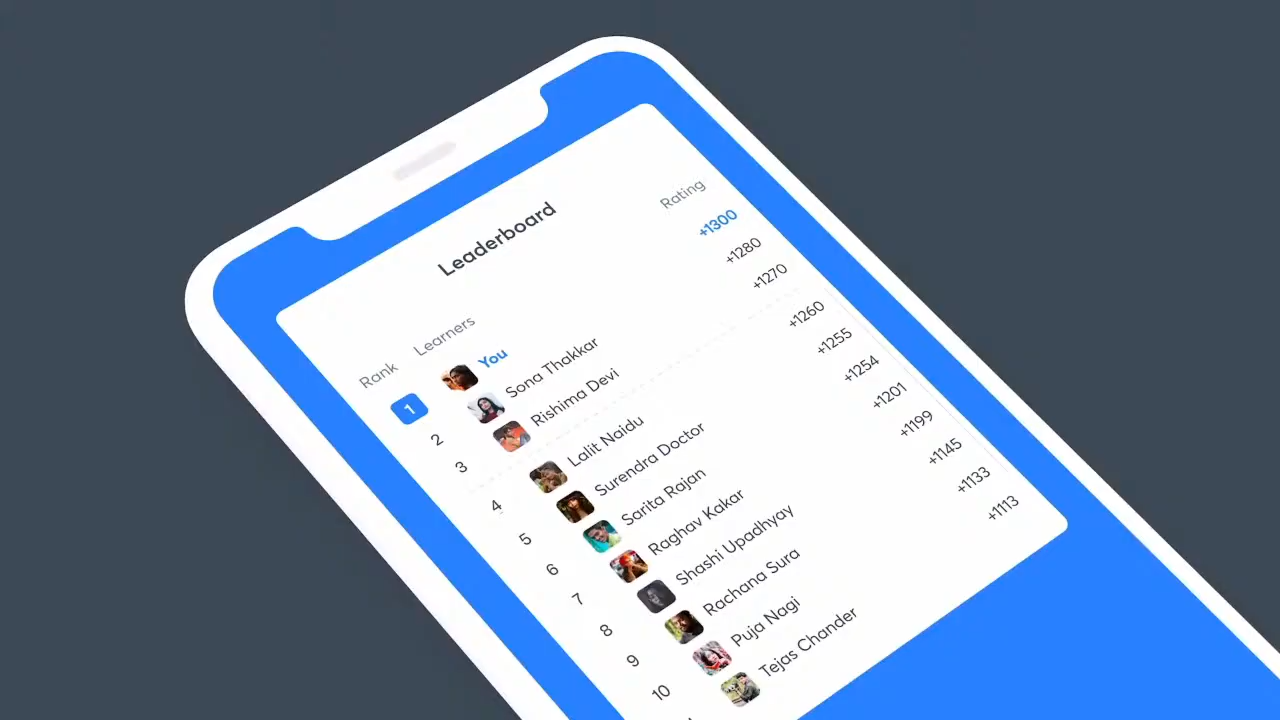 Leaderboard
Rank Learners Rating
1 You +1300
2 Sona Thakkar +1280
3 Rishima Devi +1270
4 Lalit Naidu +1260
5 Surendra Doctor +1255
6 Sarita Rajan +1254
7 Raghav Kakar +1201
8 Shashi Upadhyay +1199
9 Rachana Sura +1145
10 Puja Nagi +1133
Tejas Chander +1113